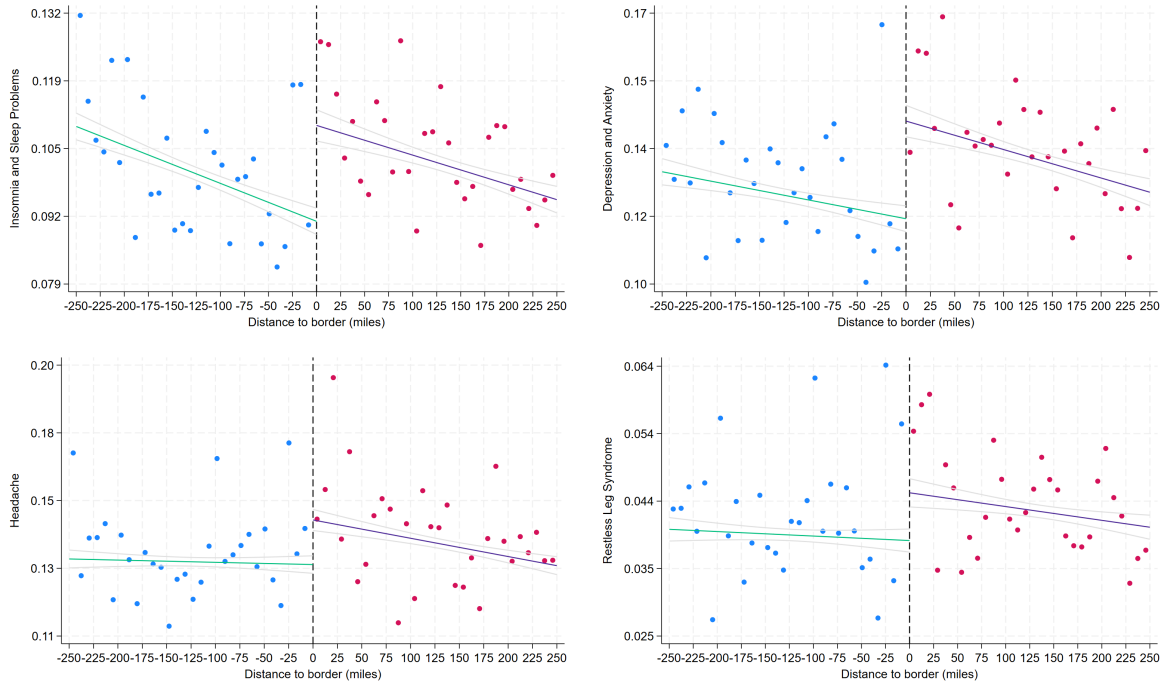 Insomnia and Sleep Problems
0.132
0.119
0.105
0.092
0.079
-250 -225 -200 -175 -150 -125 -100 -75 -50 -25 0 25 50 75 100 125 150 175 200 225 250
Distance to border (miles)
Depression and Anxiety
0.17
0.15
0.14
0.12
0.10
-250 -225 -200 -175 -150 -125 -100 -75 -50 -25 0 25 50 75 100 125 150 175 200 225 250
Distance to border (miles)
Headache
0.20
0.18
0.15
0.13
0.11
-250 -225 -200 -175 -150 -125 -100 -75 -50 -25 0 25 50 75 100 125 150 175 200 225 250
Distance to border (miles)
Restless Leg Syndrome
0.064
0.054
0.044
0.035
0.025
-250 -225 -200 -175 -150 -125 -100 -75 -50 -25 0 25 50 75 100 125 150 175 200 225 250
Distance to border (miles)